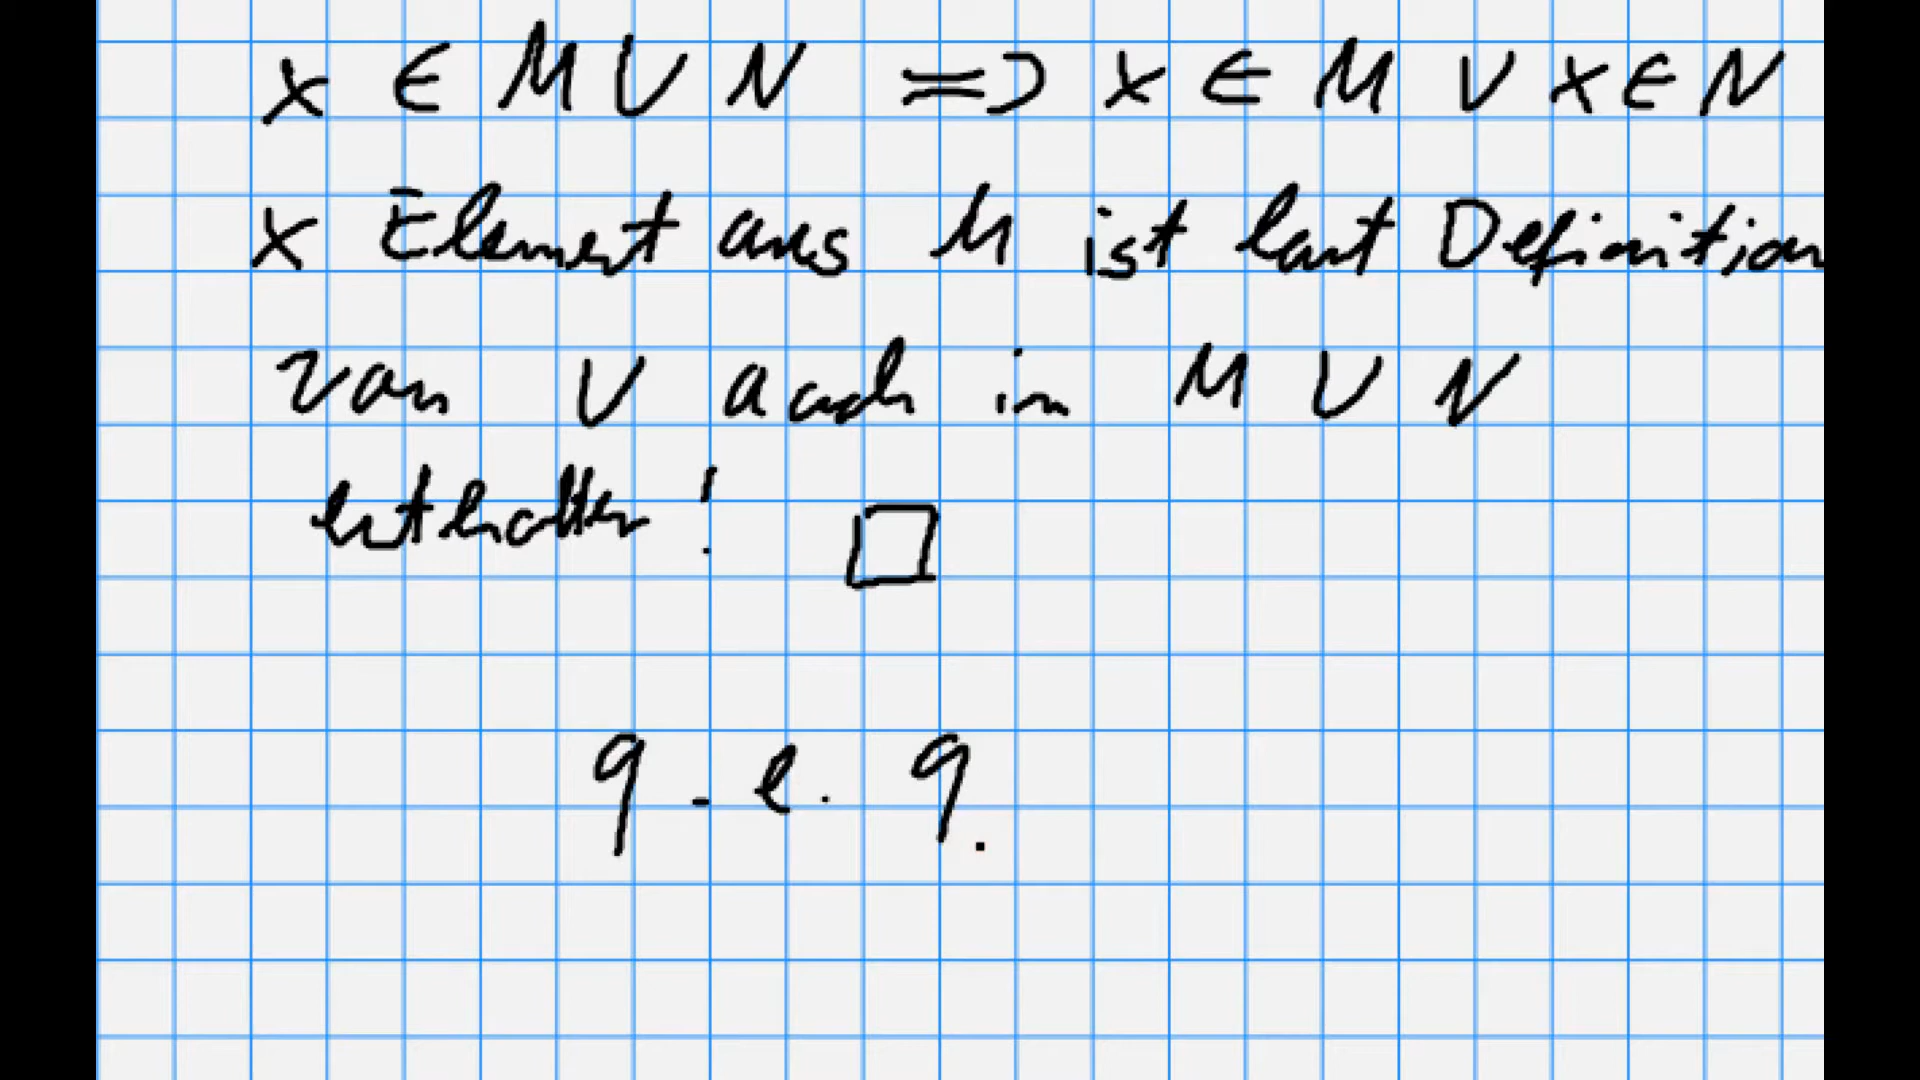 x ∈ M ∪ N ⇒ x ∈ M ∨ x ∈ N
x Element aus M ist laut Definition
von ∪ auch in M ∪ N
enthalten! □
q. e. q.